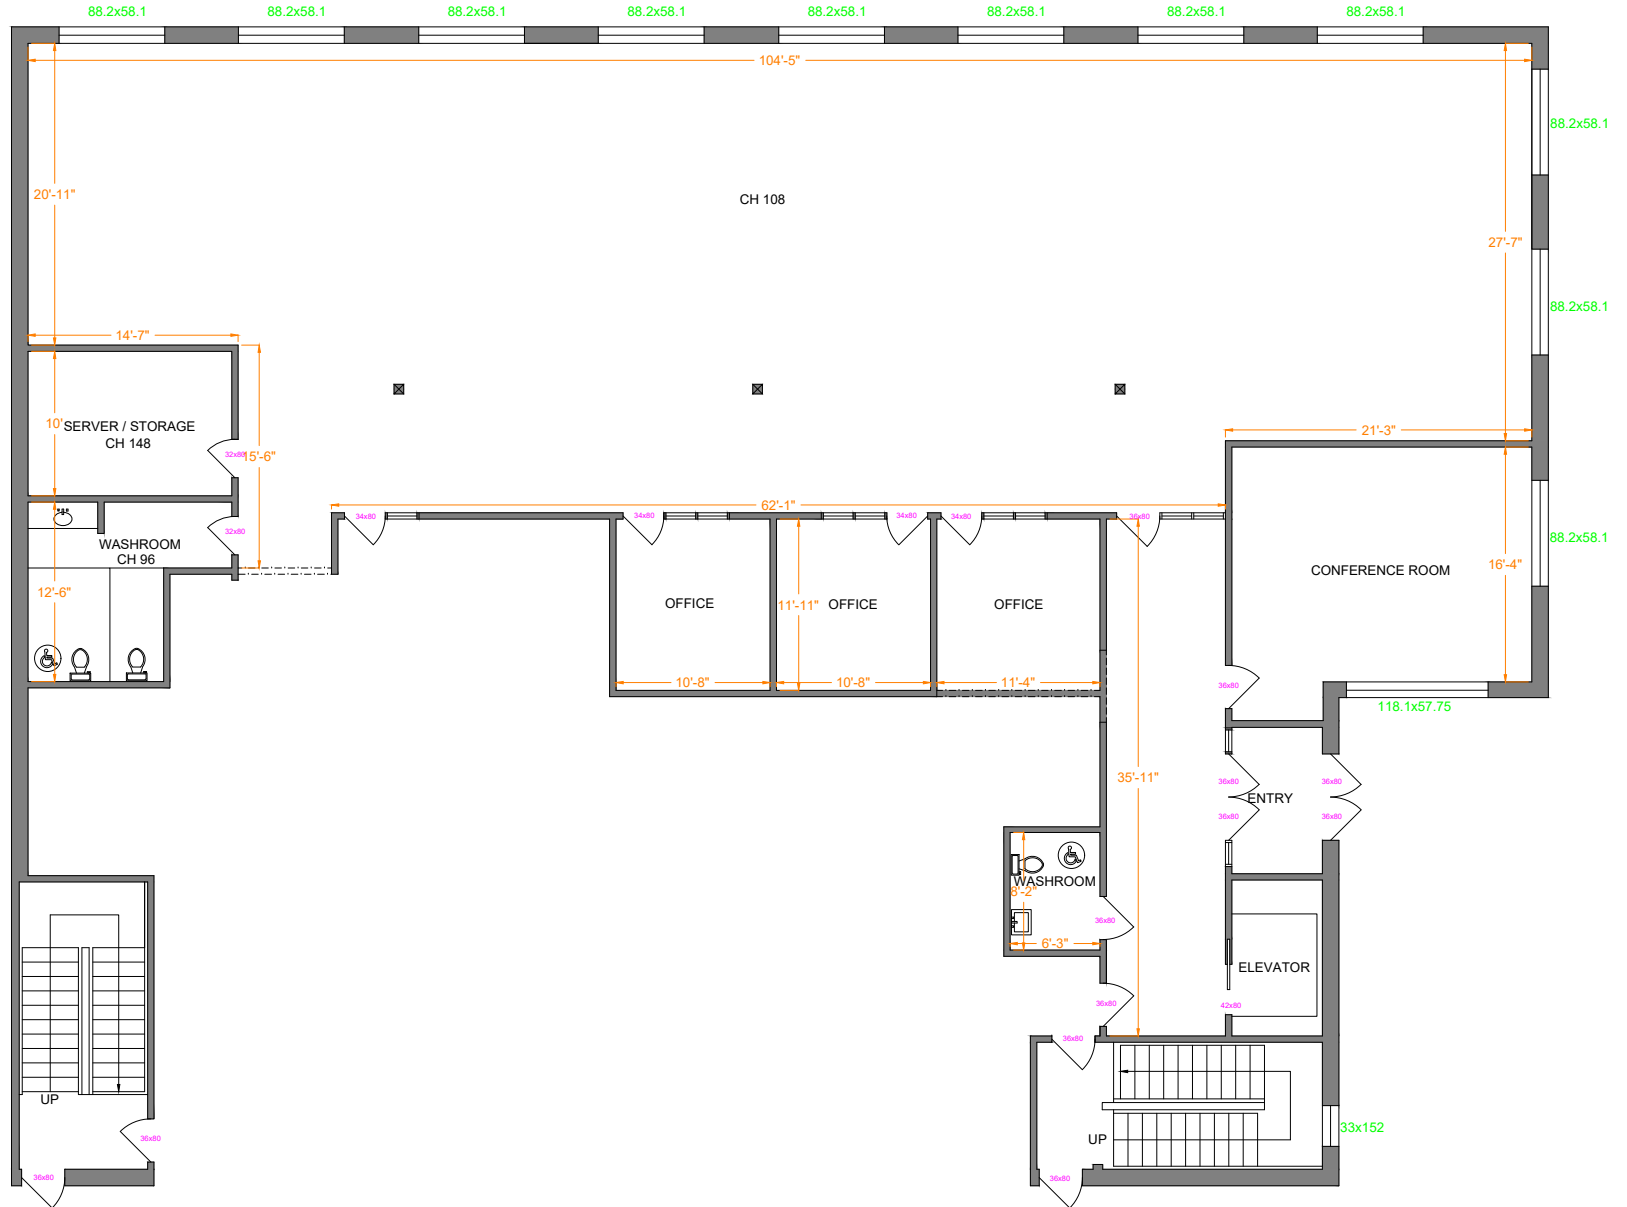 88.2x58.1 88.2x58.1 88.2x58.1 88.2x58.1 88.2x58.1 88.2x58.1 88.2x58.1 88.2x58.1
104'-5"
88.2x58.1
20'-11"
CH 108
27'-7"
88.2x58.1
14'-7"
10'
SERVER / STORAGE
CH 148
32x80
15'-6"
21'-3"
62'-1"
34x80 34x80 34x80 34x80 36x80
32x80
88.2x58.1
WASHROOM
CH 96
12'-6"
16'-4"
CONFERENCE ROOM
OFFICE
11'-11"
OFFICE
OFFICE
10'-8" 10'-8" 11'-4"
36x80
118.1x57.75
35'-11"
36x80 36x80
ENTRY
36x80 36x80
WASHROOM
8'-2"
36x80
6'-3"
ELEVATOR
36x80
42x80
36x80
UP
36x80
UP
33x152
36x80
36x80